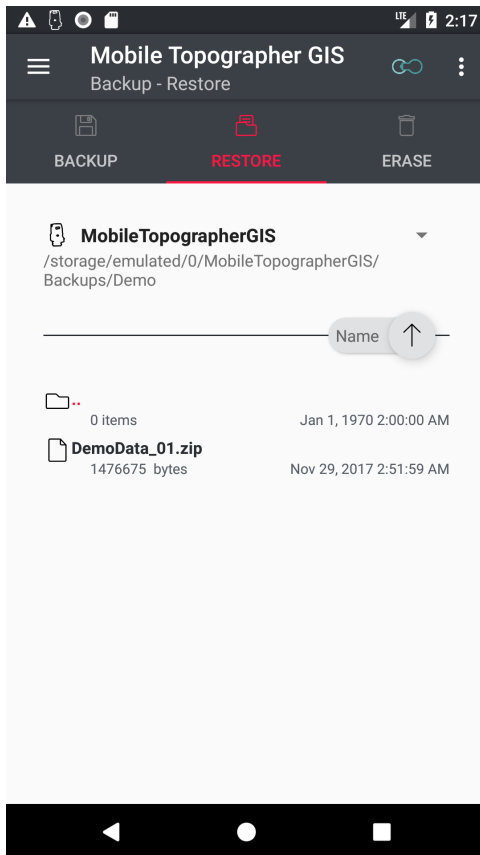 LTE 2:17
Mobile Topographer GIS
Backup - Restore
BACKUP RESTORE ERASE
MobileTopographerGIS
/storage/emulated/0/MobileTopographerGIS/
Backups/Demo
Name
..
0 items Jan 1, 1970 2:00:00 AM
DemoData_01.zip
1476675 bytes Nov 29, 2017 2:51:59 AM